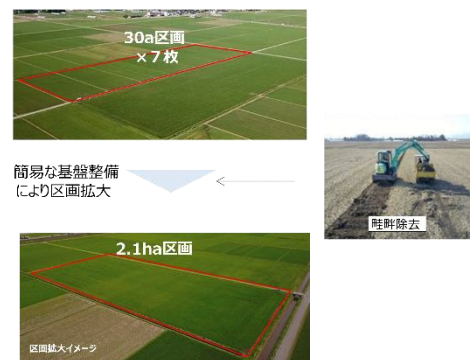 30a区画
×７枚
簡易な基盤整備
により区画拡大
畦畔除去
2.1ha区画
区画拡大イメージ